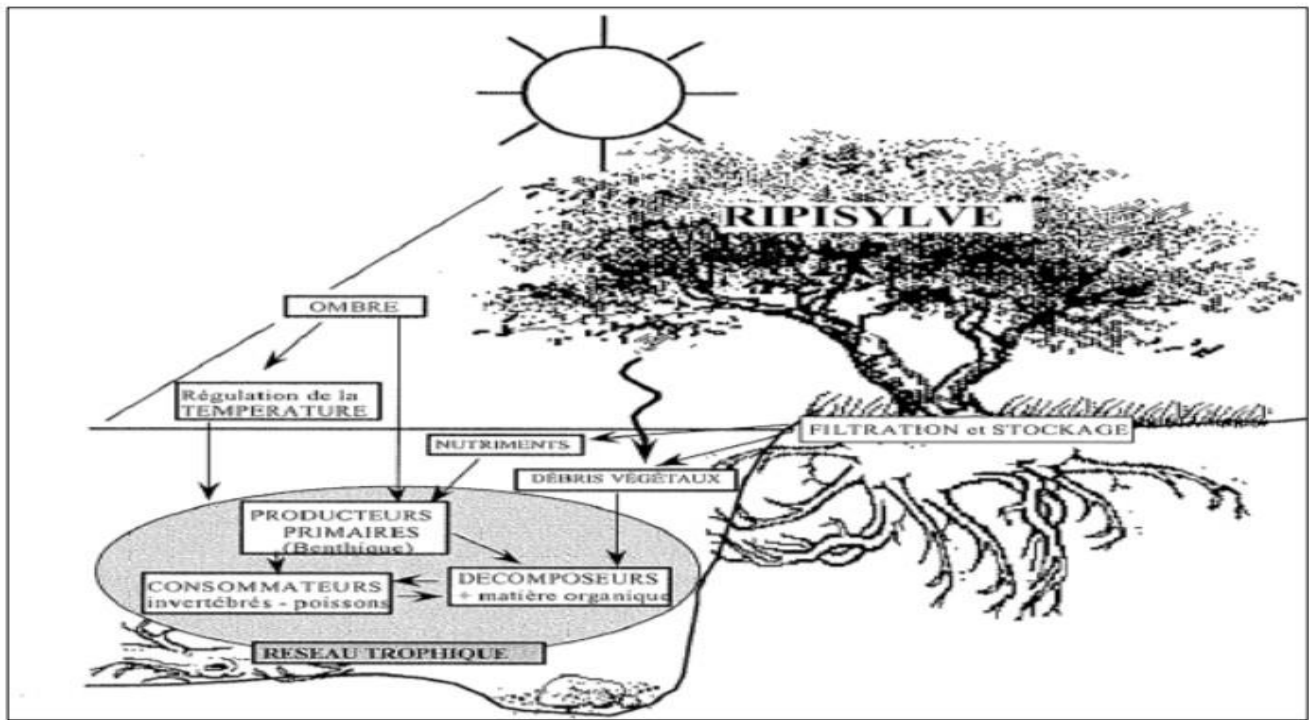 RIPISYLVE
OMBRE
Régulation de la
TEMPERATURE
FILTRATION et STOCKAGE
NUTRIMENTS
DÉBRIS VÉGÉTAUX
PRODUCTEURS
PRIMAIRES
(Benthique)
CONSOMMATEURS
invertébrés - poissons
DECOMPOSEURS
+ matière organique
RESEAU TROPHIQUE